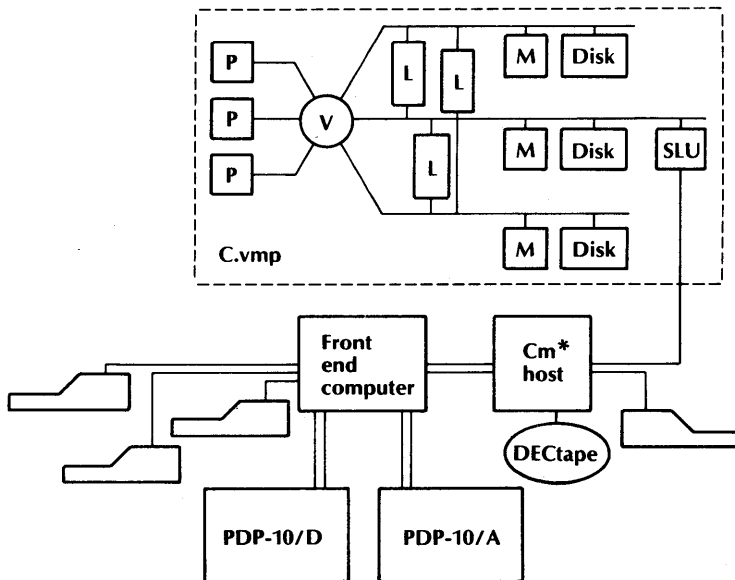 P
L
L
M
Disk
P
V
P
L
M
Disk
SLU
C.vmp
M
Disk
Front
end
computer
Cm*
host
DECtape
PDP-10/D
PDP-10/A